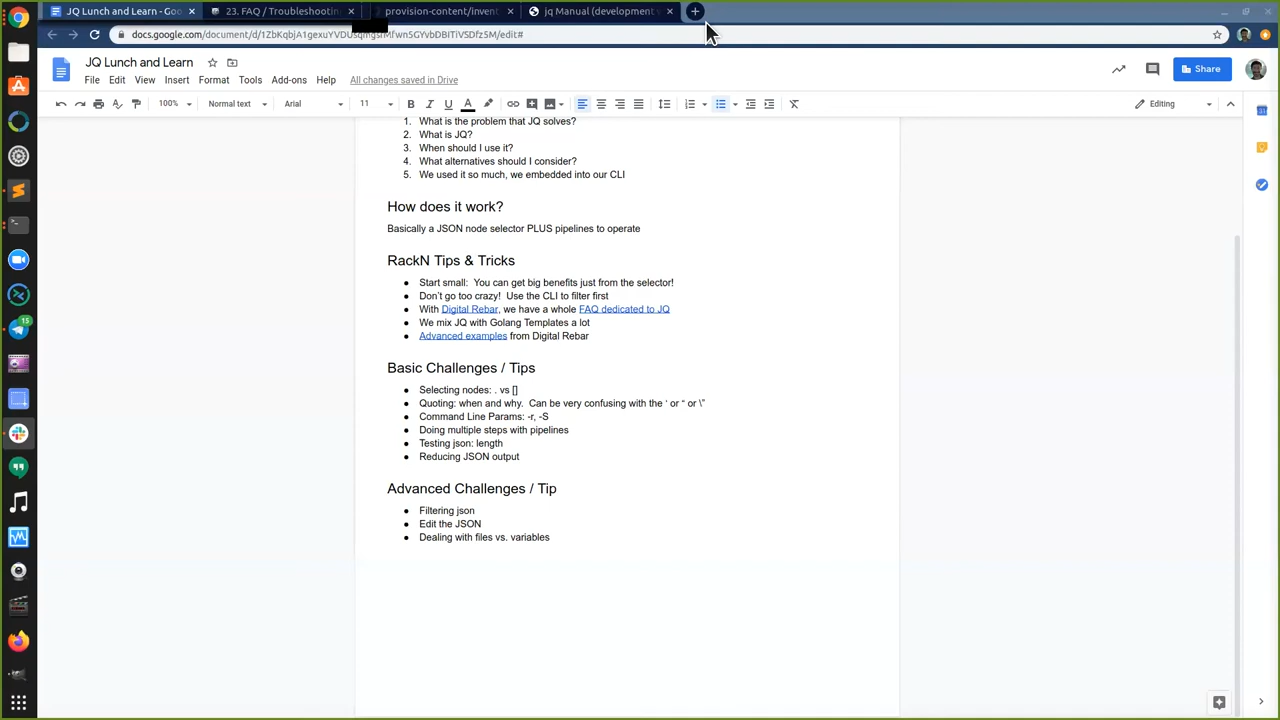 JQ Lunch and Learn - Goo
23. FAQ / Troubleshootin
provision-content/invent
jq Manual (development
JQ Lunch and Learn
File Edit View Insert Format Tools Add-ons Help All changes saved in Drive
Share
100% Normal text Arial 11 B I U A Editing
1. What is the problem that JQ solves?
2. What is JQ?
3. When should I use it?
4. What alternatives should I consider?
5. We used it so much, we embedded into our CLI
How does it work?
Basically a JSON node selector PLUS pipelines to operate
RackN Tips & Tricks
● Start small:  You can get big benefits just from the selector!
● Don't go too crazy!  Use the CLI to filter first
● With Digital Rebar, we have a whole FAQ dedicated to JQ
● We mix JQ with Golang Templates a lot
● Advanced examples from Digital Rebar
Basic Challenges / Tips
● Selecting nodes: . vs []
● Quoting: when and why.  Can be very confusing with the ‘ or “ or \”
● Command Line Params: -r, -S
● Doing multiple steps with pipelines
● Testing json: length
● Reducing JSON output
Advanced Challenges / Tip
● Filtering json
● Edit the JSON
● Dealing with files vs. variables
15